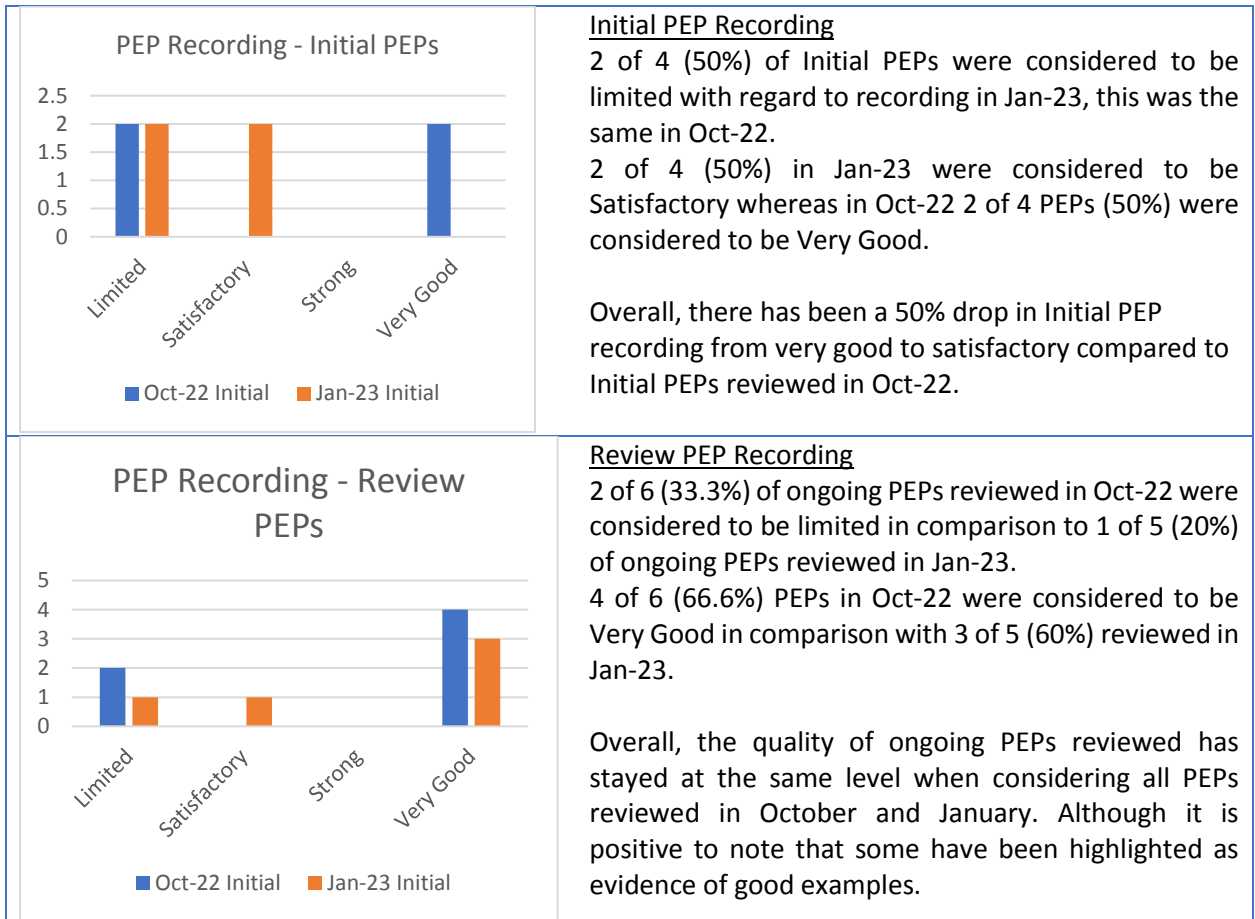 PEP Recording - Initial PEPs
2.5
2
1.5
1
0.5
0
Limited
Satisfactory
Strong
Very Good
Oct-22 Initial Jan-23 Initial
Initial PEP Recording
2 of 4 (50%) of Initial PEPs were considered to be
limited with regard to recording in Jan-23, this was the
same in Oct-22.
2 of 4 (50%) in Jan-23 were considered to be
Satisfactory whereas in Oct-22 2 of 4 PEPs (50%) were
considered to be Very Good.
Overall, there has been a 50% drop in Initial PEP
recording from very good to satisfactory compared to
Initial PEPs reviewed in Oct-22.
PEP Recording - Review
PEPs
5
4
3
2
1
0
Limited
Satisfactory
Strong
Very Good
Oct-22 Initial Jan-23 Initial
Review PEP Recording
2 of 6 (33.3%) of ongoing PEPs reviewed in Oct-22 were
considered to be limited in comparison to 1 of 5 (20%)
of ongoing PEPs reviewed in Jan-23.
4 of 6 (66.6%) PEPs in Oct-22 were considered to be
Very Good in comparison with 3 of 5 (60%) reviewed in
Jan-23.
Overall, the quality of ongoing PEPs reviewed has
stayed at the same level when considering all PEPs
reviewed in October and January. Although it is
positive to note that some have been highlighted as
evidence of good examples.